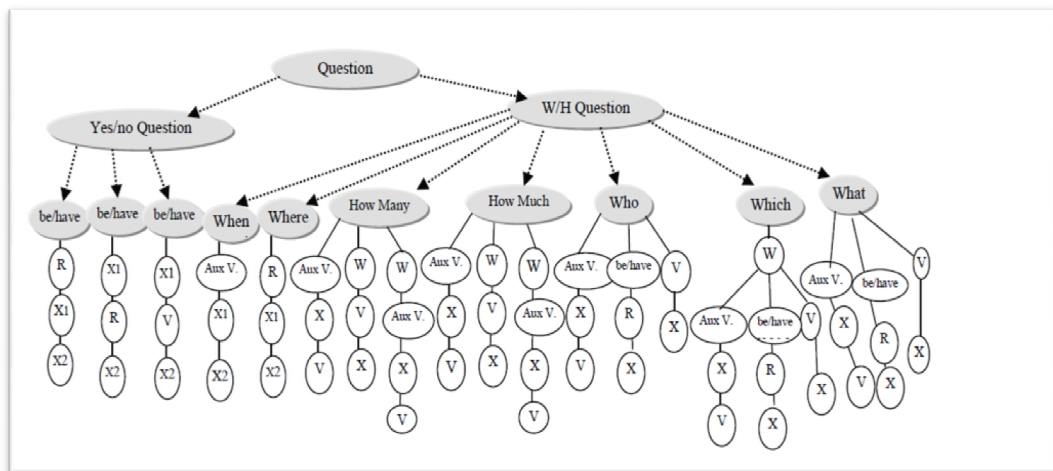 Question
W/H Question
Yes/no Question
be/have be/have be/have When Where How Many How Much Who Which What
R X1 X1 Aux V. R Aux V. W W Aux V. W W Aux V. be/have V W Aux V. be/have V
X1 R V X1 X1 X V Aux V. X V Aux V. X R X Aux V. be/have V X R X
X2 X2 X2 X2 X2 V X X V X X V X X R X V X
V V V X